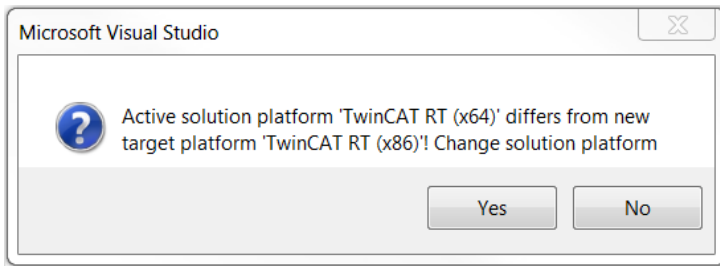 Microsoft Visual Studio
Active solution platform 'TwinCAT RT (x64)' differs from new
target platform 'TwinCAT RT (x86)'! Change solution platform
Yes
No